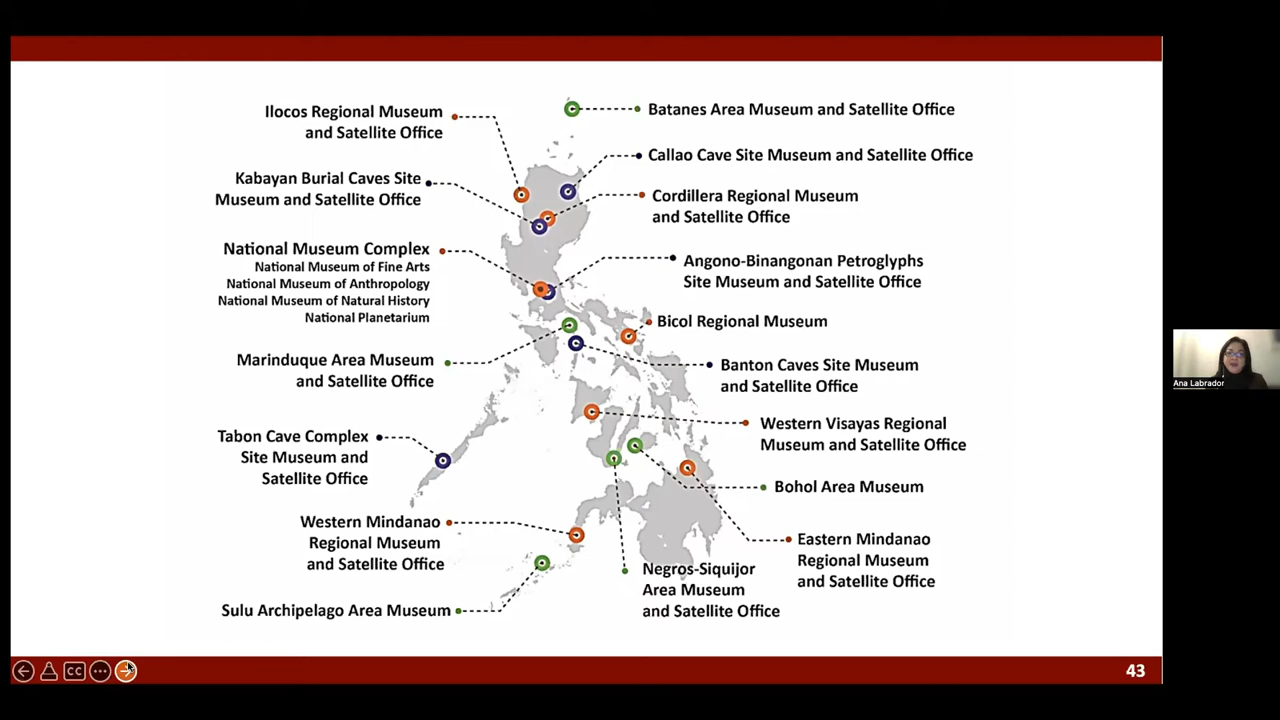 Ilocos Regional Museum
and Satellite Office
Kabayan Burial Caves Site
Museum and Satellite Office
National Museum Complex
National Museum of Fine Arts
National Museum of Anthropology
National Museum of Natural History
National Planetarium
Marinduque Area Museum
and Satellite Office
Tabon Cave Complex
Site Museum and
Satellite Office
Western Mindanao
Regional Museum
and Satellite Office
Sulu Archipelago Area Museum
Batanes Area Museum and Satellite Office
Callao Cave Site Museum and Satellite Office
Cordillera Regional Museum
and Satellite Office
Angono-Binangonan Petroglyphs
Site Museum and Satellite Office
Bicol Regional Museum
Banton Caves Site Museum
and Satellite Office
Western Visayas Regional
Museum and Satellite Office
Bohol Area Museum
Eastern Mindanao
Regional Museum
and Satellite Office
Negros-Siquijor
Area Museum
and Satellite Office
CC
43
Ana Labrador